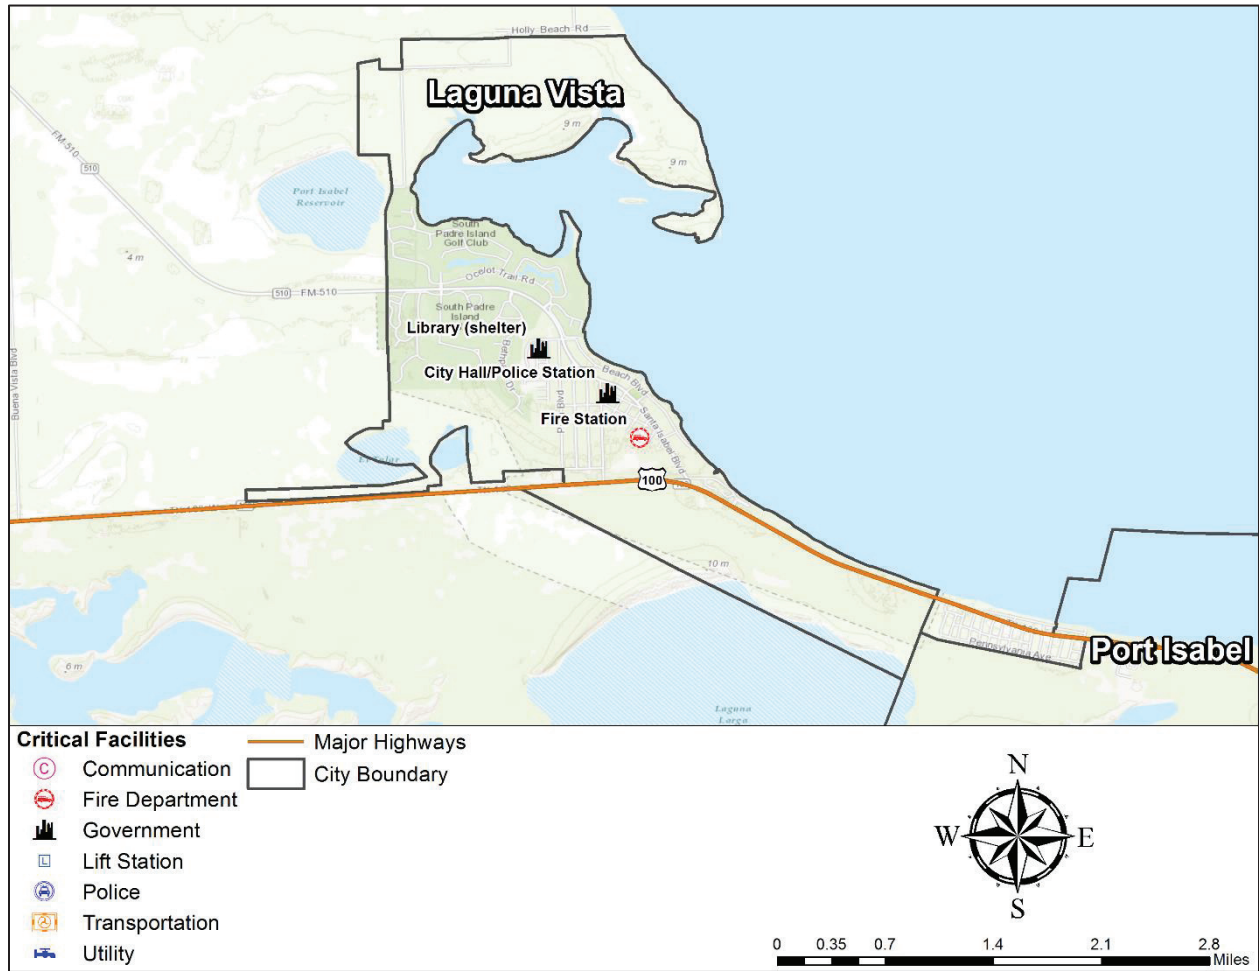 Holly Beach Rd
Laguna Vista
9 m
9 m
FM-510
510
Port Isabel
Reservoir
South
Padre Island
Golf Club
4 m
Ocelot Trail Rd
510
FM-510
South Padre
Island
Library (shelter)
Buena Vista Blvd
City Hall/Police Station
Beach Blvd
Fire Station
Santa Isabel Blvd
100
10 m
Pennsylvania Ave
Port Isabel
6 m
Laguna
Larga
Critical Facilities
Communication
Fire Department
Government
Lift Station
Police
Transportation
Utility
Major Highways
City Boundary
C
L
N
W
E
S
0 0.35 0.7 1.4 2.1 2.8
Miles